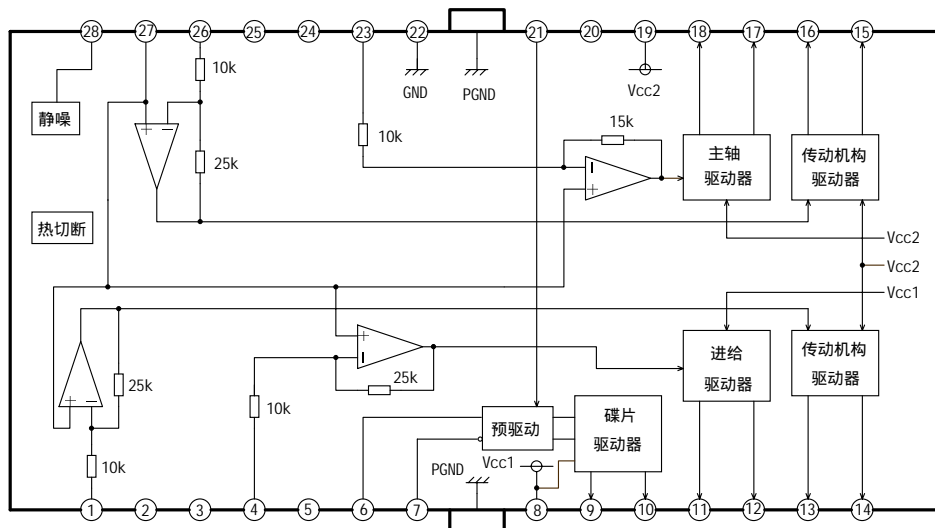 28 27 26 25 24 23 22 21 20 19 18 17 16 15
10k
GND
PGND
Vcc2
静噪
10k
15k
25k
主轴
驱动器
传动机构
驱动器
热切断
Vcc2
Vcc2
Vcc1
25k
10k
25k
进给
驱动器
传动机构
驱动器
预驱动
碟片
驱动器
10k
PGND
Vcc1
1 2 3 4 5 6 7 8 9 10 11 12 13 14